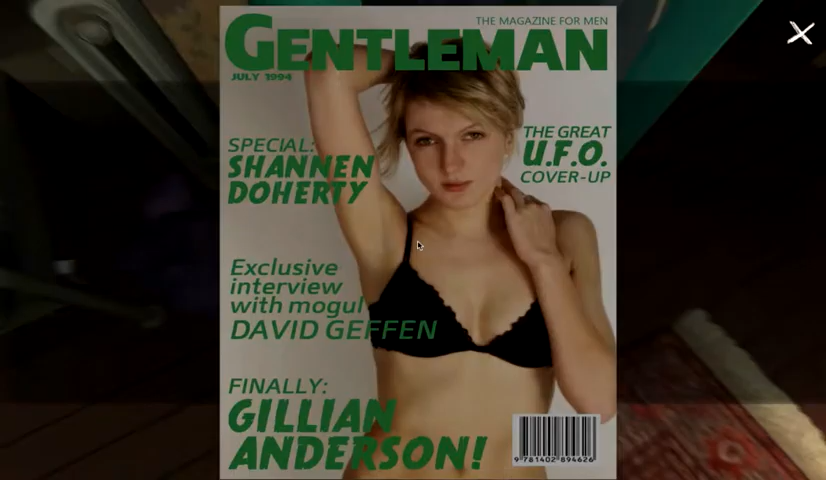 THE MAGAZINE FOR MEN
GENTLEMAN
JULY 1994
SPECIAL:
SHANNEN
DOHERTY
THE GREAT
U.F.O.
COVER-UP
Exclusive
interview
with mogul
DAVID GEFFEN
FINALLY:
GILLIAN
ANDERSON!
9 781402 894626